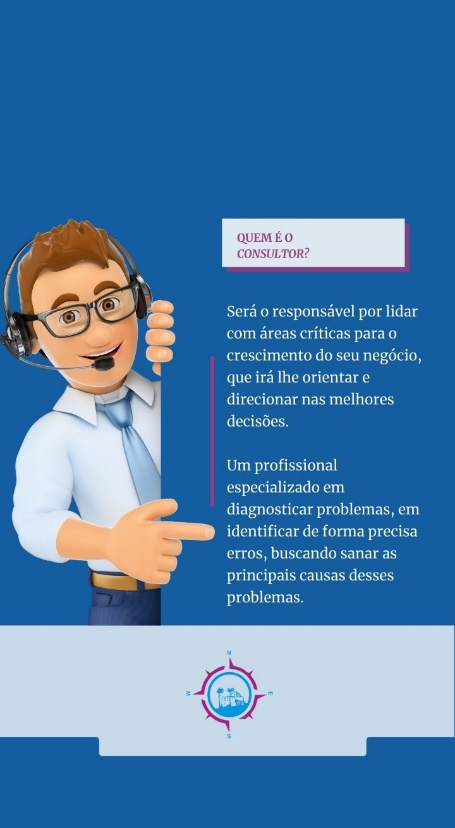 QUEM É O
CONSULTOR?
Será o responsável por lidar
com áreas críticas para o
crescimento do seu negócio,
que irá lhe orientar e
direcionar nas melhores
decisões.
Um profissional
especializado em
diagnosticar problemas, em
identificar de forma precisa
erros, buscando sanar as
principais causas desses
problemas.
N
W
E
S